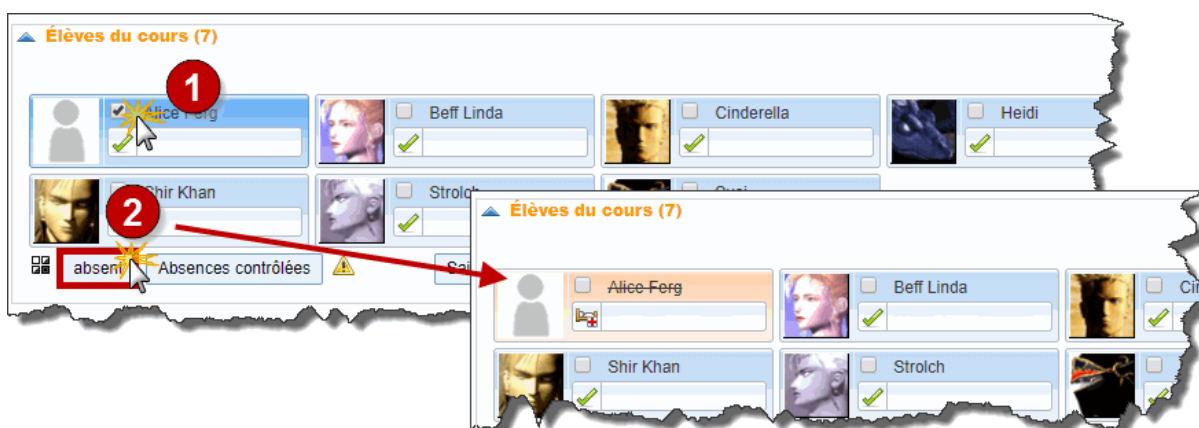 Élèves du cours (7)
1
Alice Ferg
Beff Linda
Cinderella
Heidi
Shir Khan
Strolch
2
absent
Absences contrôlées
Élèves du cours (7)
Alice Ferg
Beff Linda
Shir Khan
Strolch